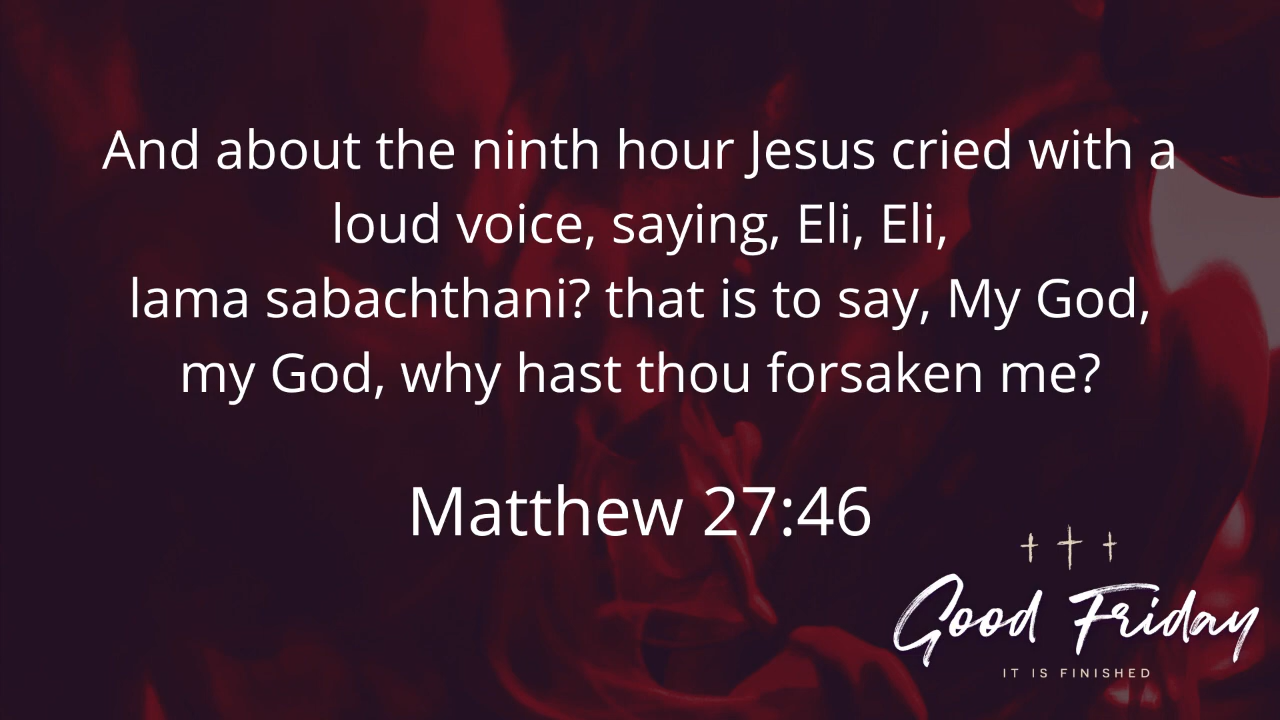 And about the ninth hour Jesus cried with a
loud voice, saying, Eli, Eli,
lama sabachthani? that is to say, My God,
my God, why hast thou forsaken me?
Matthew 27:46
Good Friday
IT IS FINISHED